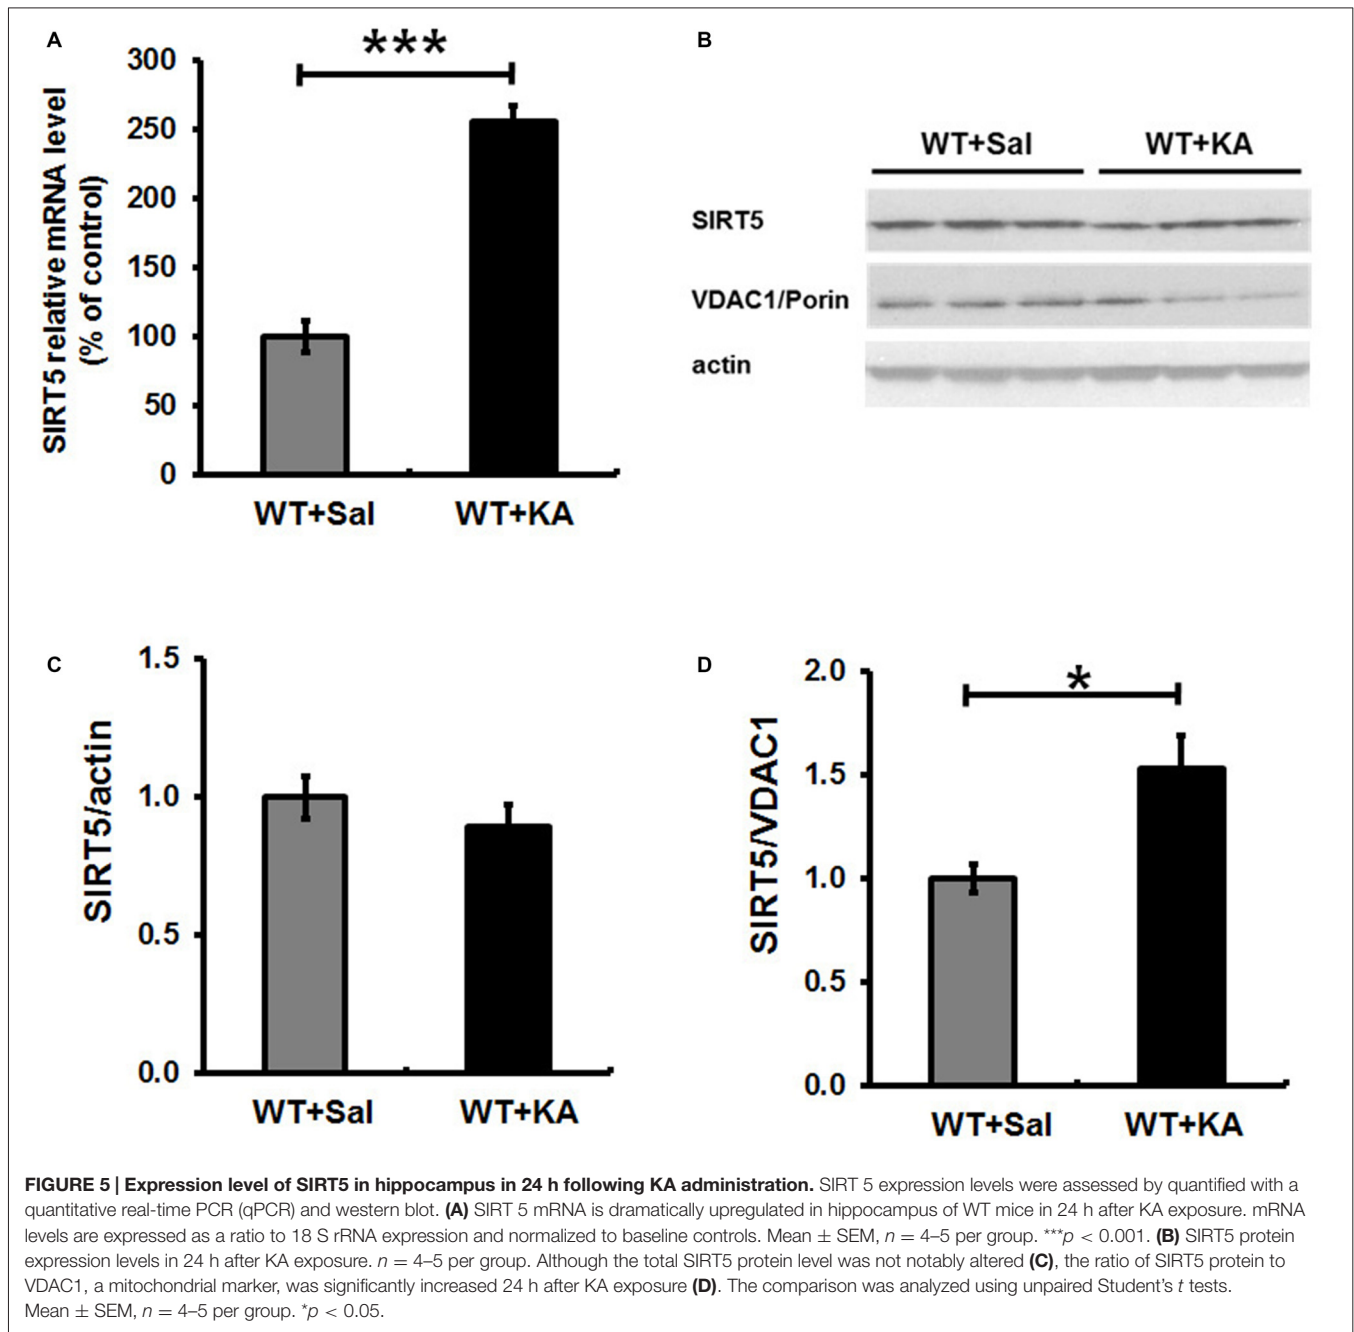 A
***
300
250
200
150
100
50
0
SIRT5 relative mRNA level
(% of control)
WT+Sal WT+KA
B
WT+Sal WT+KA
SIRT5
VDAC1/Porin
actin
C
1.5
1.0
0.5
0.0
SIRT5/actin
WT+Sal WT+KA
D
*
2.0
1.5
1.0
0.5
0.0
SIRT5/VDAC1
WT+Sal WT+KA
FIGURE 5 | Expression level of SIRT5 in hippocampus in 24 h following KA administration. SIRT 5 expression levels were assessed by quantified with a
quantitative real-time PCR (qPCR) and western blot. (A) SIRT 5 mRNA is dramatically upregulated in hippocampus of WT mice in 24 h after KA exposure. mRNA
levels are expressed as a ratio to 18 S rRNA expression and normalized to baseline controls. Mean ± SEM, n = 4–5 per group. ***p < 0.001. (B) SIRT5 protein
expression levels in 24 h after KA exposure. n = 4–5 per group. Although the total SIRT5 protein level was not notably altered (C), the ratio of SIRT5 protein to
VDAC1, a mitochondrial marker, was significantly increased 24 h after KA exposure (D). The comparison was analyzed using unpaired Student's t tests.
Mean ± SEM, n = 4–5 per group. *p < 0.05.